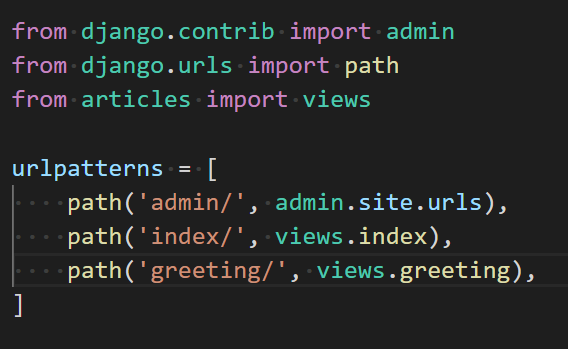 from django.contrib import admin
from django.urls import path
from articles import views
urlpatterns = [
    path('admin/', admin.site.urls),
    path('index/', views.index),
    path('greeting/', views.greeting),
]